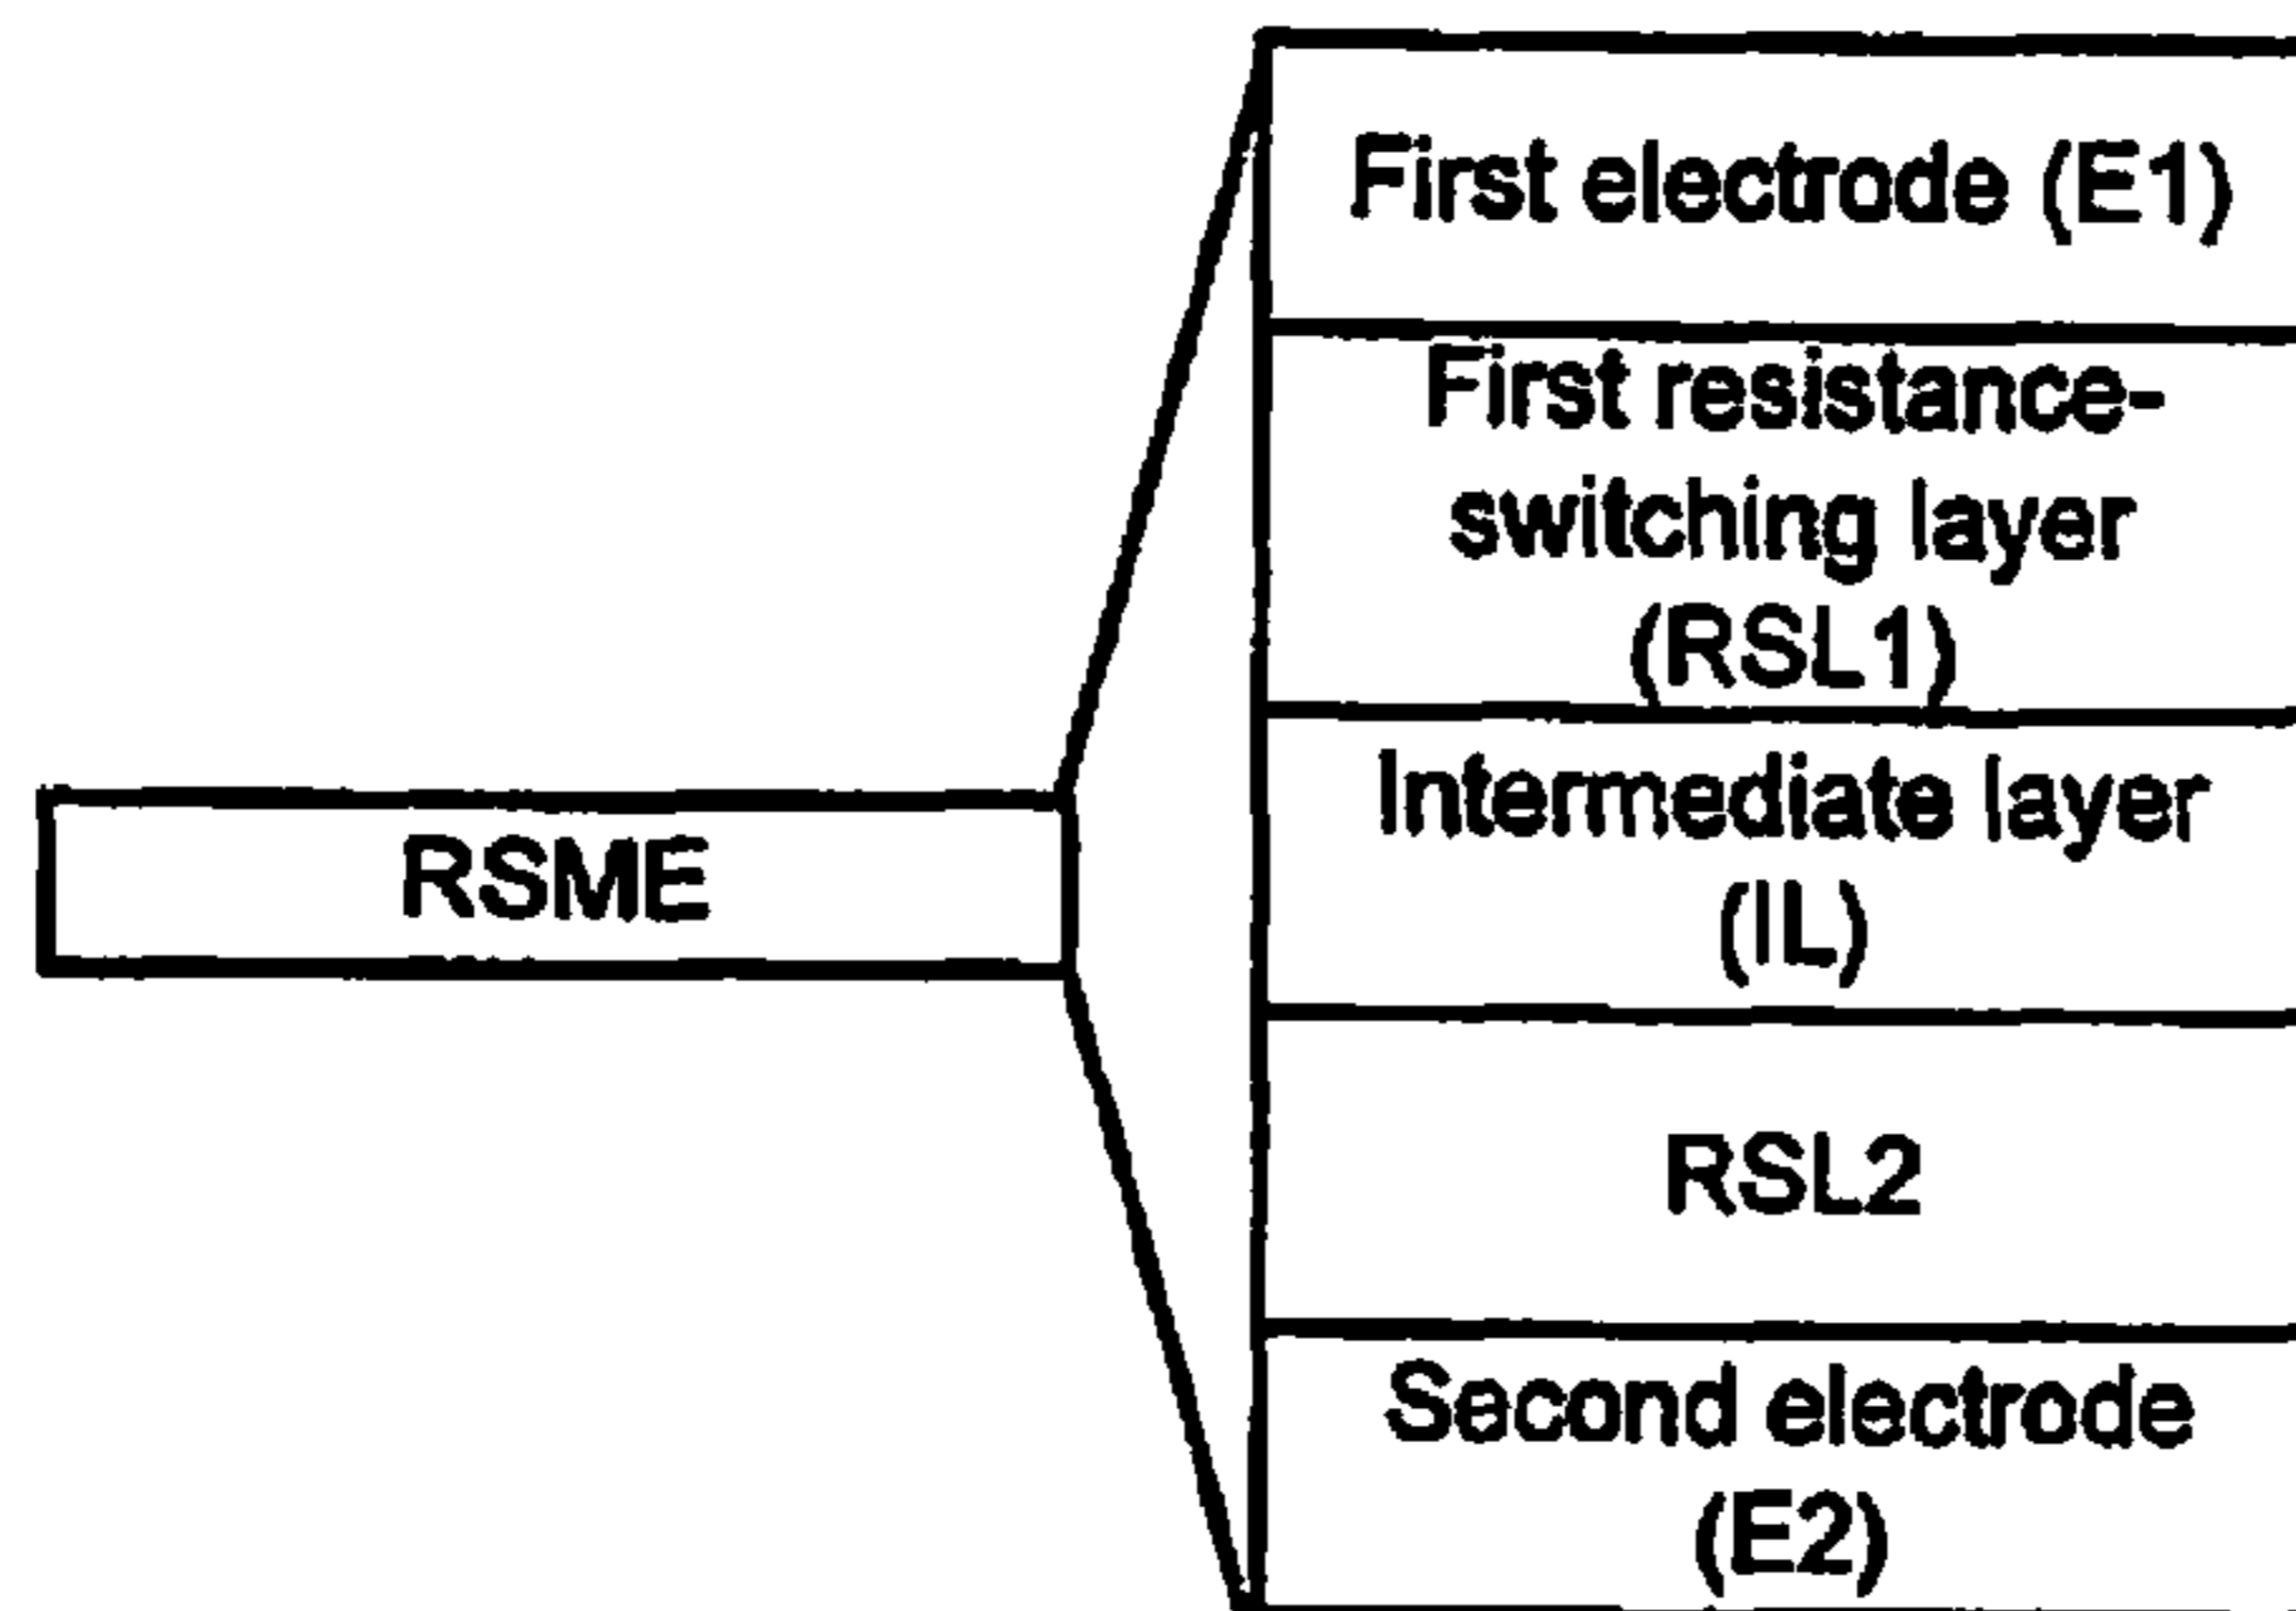 First electrode (E1)
First resistance-
switching layer
(RSL1)
Intermediate layer
(IL)
RSME
RSL2
Second electrode
(E2)